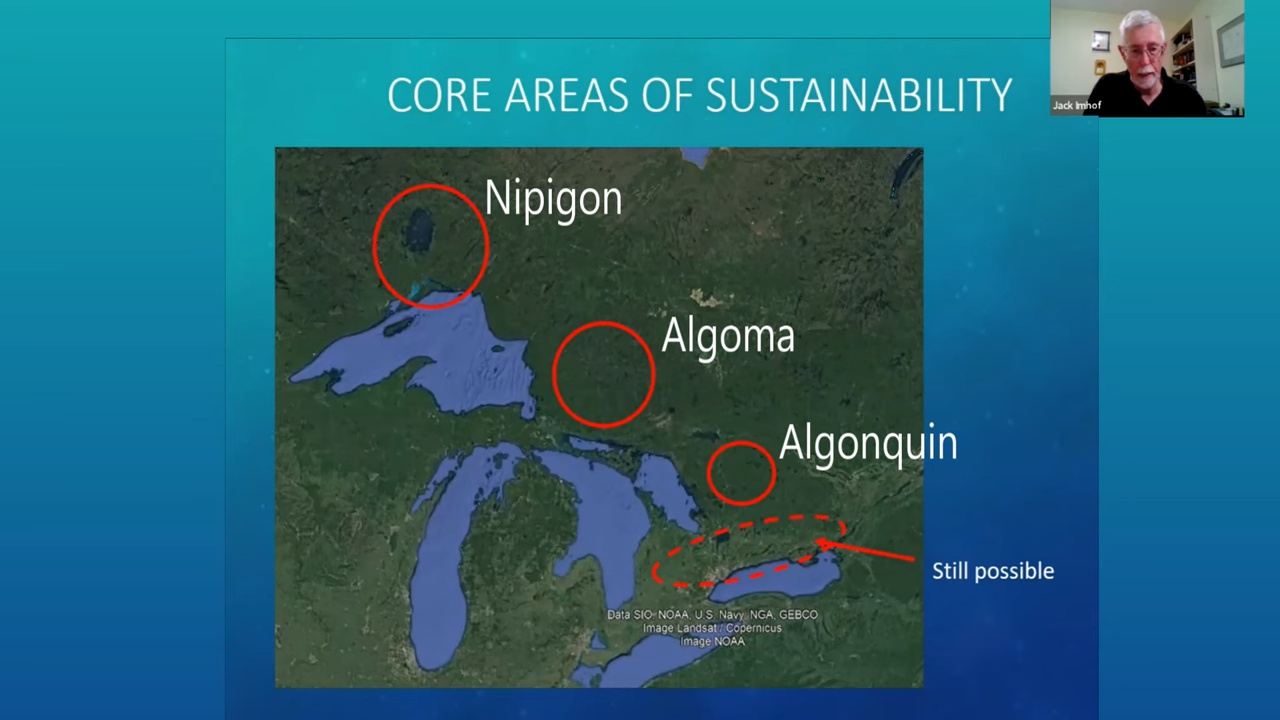 CORE AREAS OF SUSTAINABILITY
Jack Imhof
Nipigon
Algoma
Algonquin
Still possible
Data SIO, NOAA, U.S. Navy, NGA, GEBCO
Image Landsat / Copernicus
Image NOAA